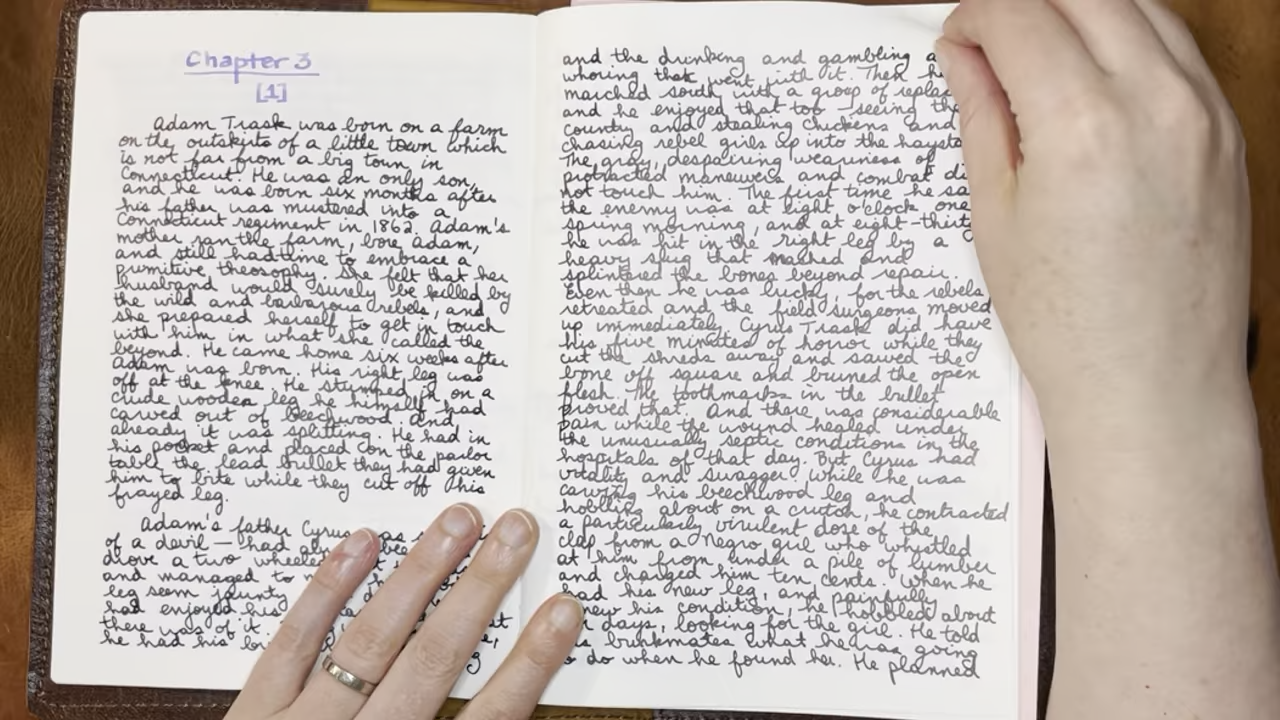 Chapter 3
[1]
Adam Trask was born on a farm
on the outskirts of a little town which
is not far from a big town in
Connecticut. He was an only son,
and he was born six months after
his father was mustered into a
Connecticut regiment in 1862. Adam's
mother ran the farm, bore Adam,
and still had time to embrace a
primitive theosophy. She felt that her
husband would surely be killed by
the wild and barbarous rebels, and
she prepared herself to get in touch
with him in what she called the
beyond. He came home six weeks after
Adam was born. His right leg was
off at the knee. He stumped in on a
crude wooden leg he himself had
carved out of beechwood. And
already it was splitting. He had in
his pocket and placed on the parlor
table the lead bullet they had given
him to bite while they cut off his
frayed leg.
Adam's father Cyrus was
of a devil — had
drove a two wheeled
and managed to
leg seem jaunty
had enjoyed his
there was of it
he had his
and the drinking and gambling
whoring that went with it. Then he
marched south with a group of
and he enjoyed that too — seeing the
country and stealing chickens and
chasing rebel girls up into the
The gray, despairing weariness of
protracted maneuvers and combat
not touch him. The first time he
the enemy was at eight o'clock one
spring morning, and at eight-thirty
he was hit in the right leg by a
heavy slug that mashed and
splintered the bones beyond repair.
Even then he was lucky, for the rebels
retreated and the field surgeons moved
up immediately. Cyrus Trask did have
his five minutes of horror while they
cut the shreds away and sawed the
bone off square and burned the open
flesh. The toothmarks in the bullet
proved that. And there was considerable
pain while the wound healed under
the unusually septic conditions in the
hospitals of that day. But Cyrus had
vitality and swagger. While he was
carving his beechwood leg and
hobbling about on a crutch, he contracted
a particularly virulent dose of the
clap from a Negro girl who whistled
at him from under a pile of lumber
and charged him ten cents. When he
had his new leg, and painfully
knew his condition, he hobbled about
days, looking for the girl. He told
bunkmates what he was going
to do when he found her. He planned